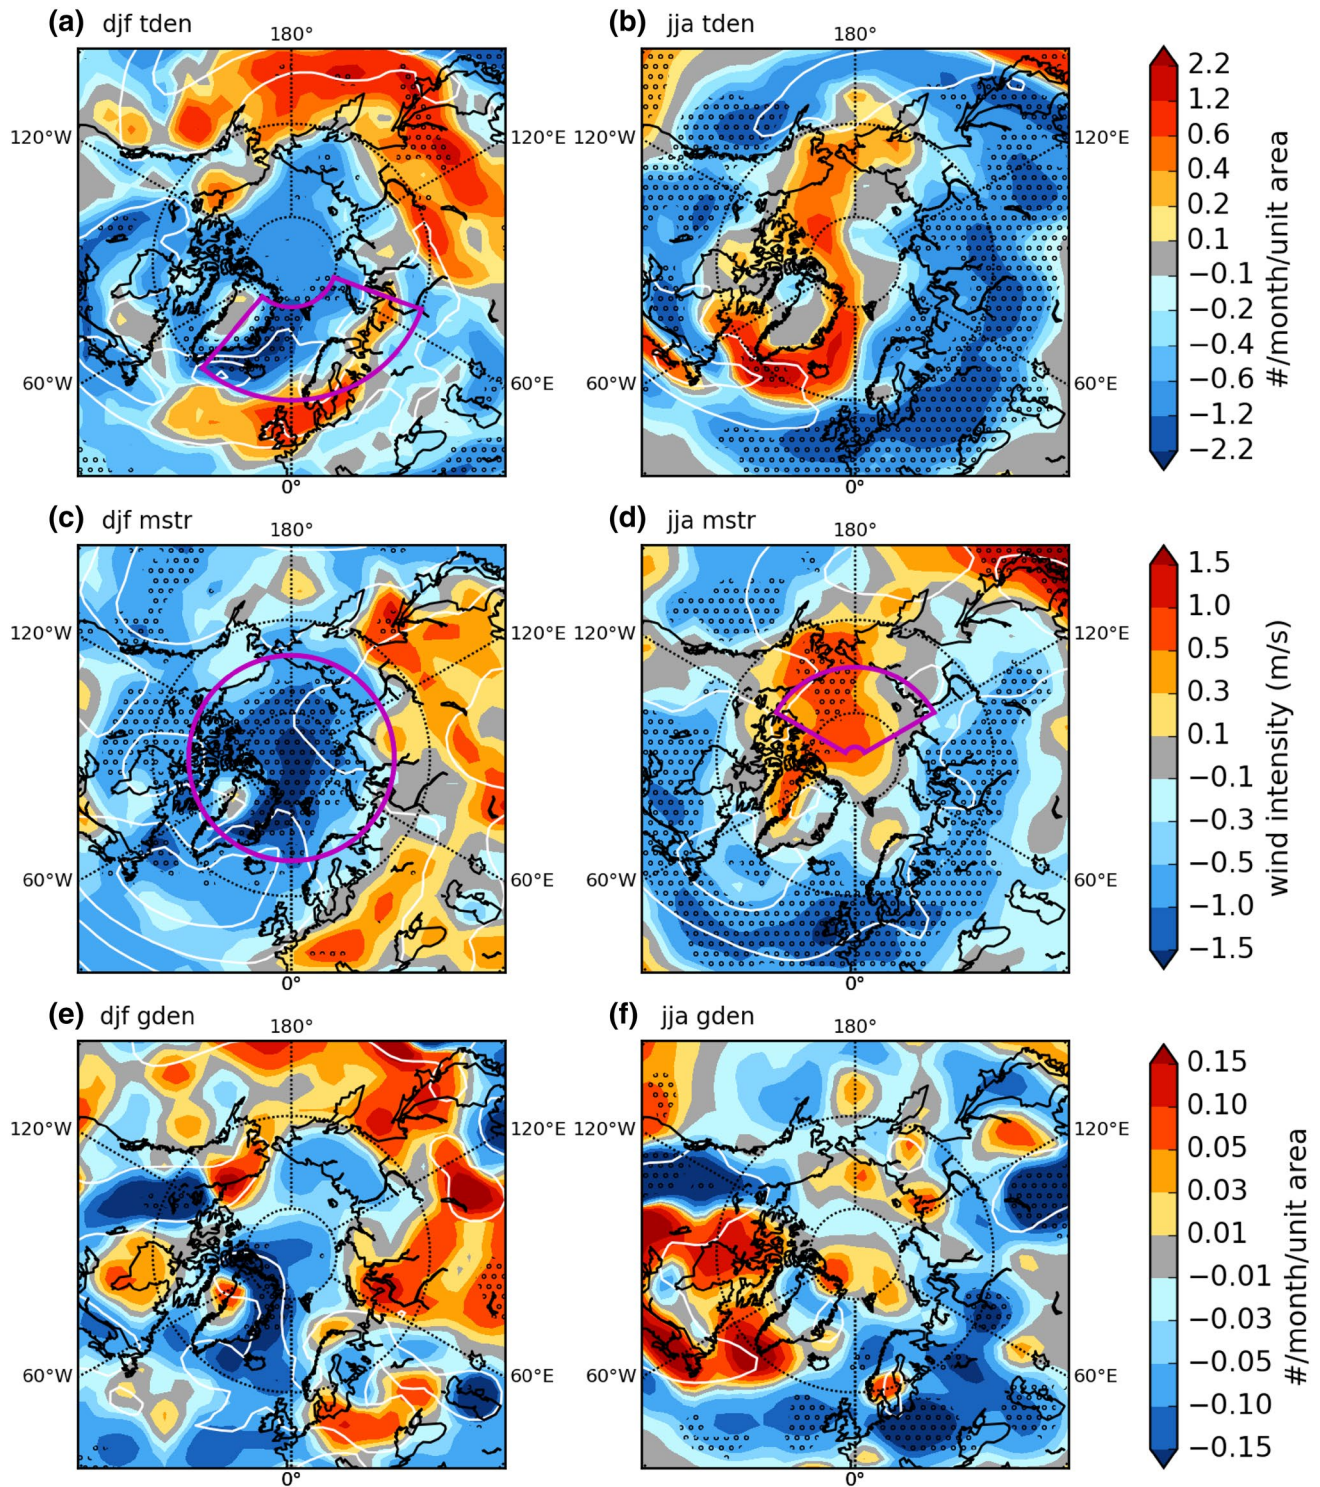 (a) djf tden
(b) jja tden
180°
180°
120°W
120°E
120°W
120°E
60°W
60°E
60°W
60°E
0°
0°
2.2
1.2
0.6
0.4
0.2
0.1
−0.1
−0.2
−0.4
−0.6
−1.2
−2.2
#/month/unit area
(c) djf mstr
(d) jja mstr
180°
180°
120°W
120°E
120°W
120°E
60°W
60°E
60°W
60°E
0°
0°
1.5
1.0
0.5
0.3
0.1
−0.1
−0.3
−0.5
−1.0
−1.5
wind intensity (m/s)
(e) djf gden
(f) jja gden
180°
180°
120°W
120°E
120°W
120°E
60°W
60°E
60°W
60°E
0°
0°
0.15
0.10
0.05
0.03
0.01
−0.01
−0.03
−0.05
−0.10
−0.15
#/month/unit area